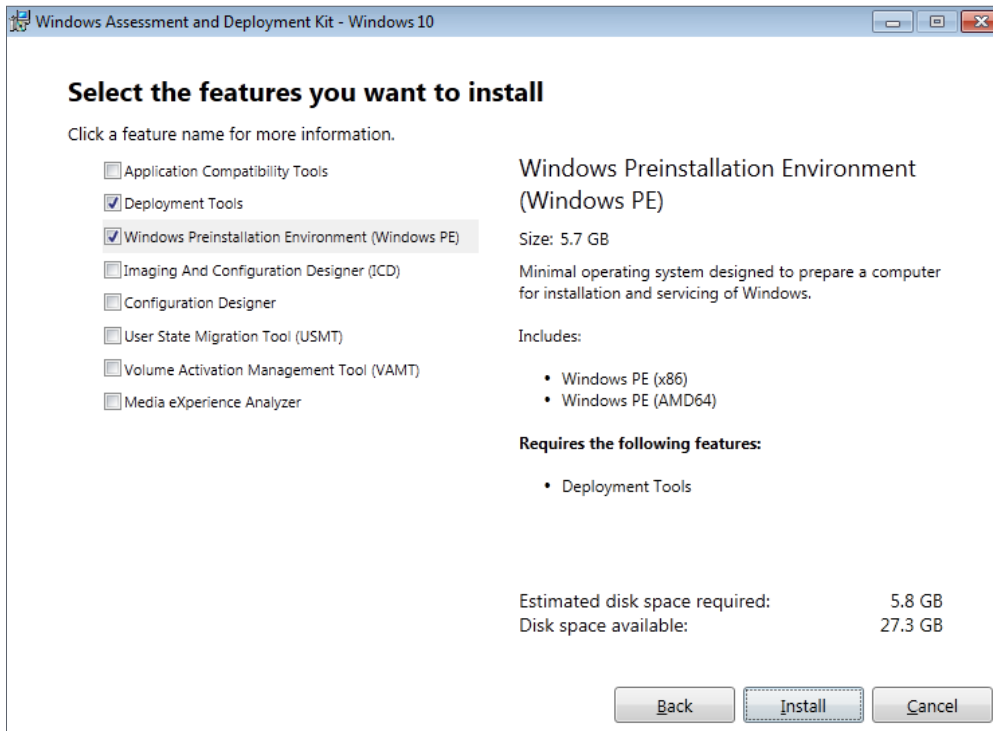 Windows Assessment and Deployment Kit - Windows 10
Select the features you want to install
Click a feature name for more information.
Application Compatibility Tools
Deployment Tools
Windows Preinstallation Environment (Windows PE)
Imaging And Configuration Designer (ICD)
Configuration Designer
User State Migration Tool (USMT)
Volume Activation Management Tool (VAMT)
Media eXperience Analyzer
Windows Preinstallation Environment
(Windows PE)
Size: 5.7 GB
Minimal operating system designed to prepare a computer
for installation and servicing of Windows.
Includes:
• Windows PE (x86)
• Windows PE (AMD64)
Requires the following features:
• Deployment Tools
Estimated disk space required: 5.8 GB
Disk space available: 27.3 GB
Back Install Cancel